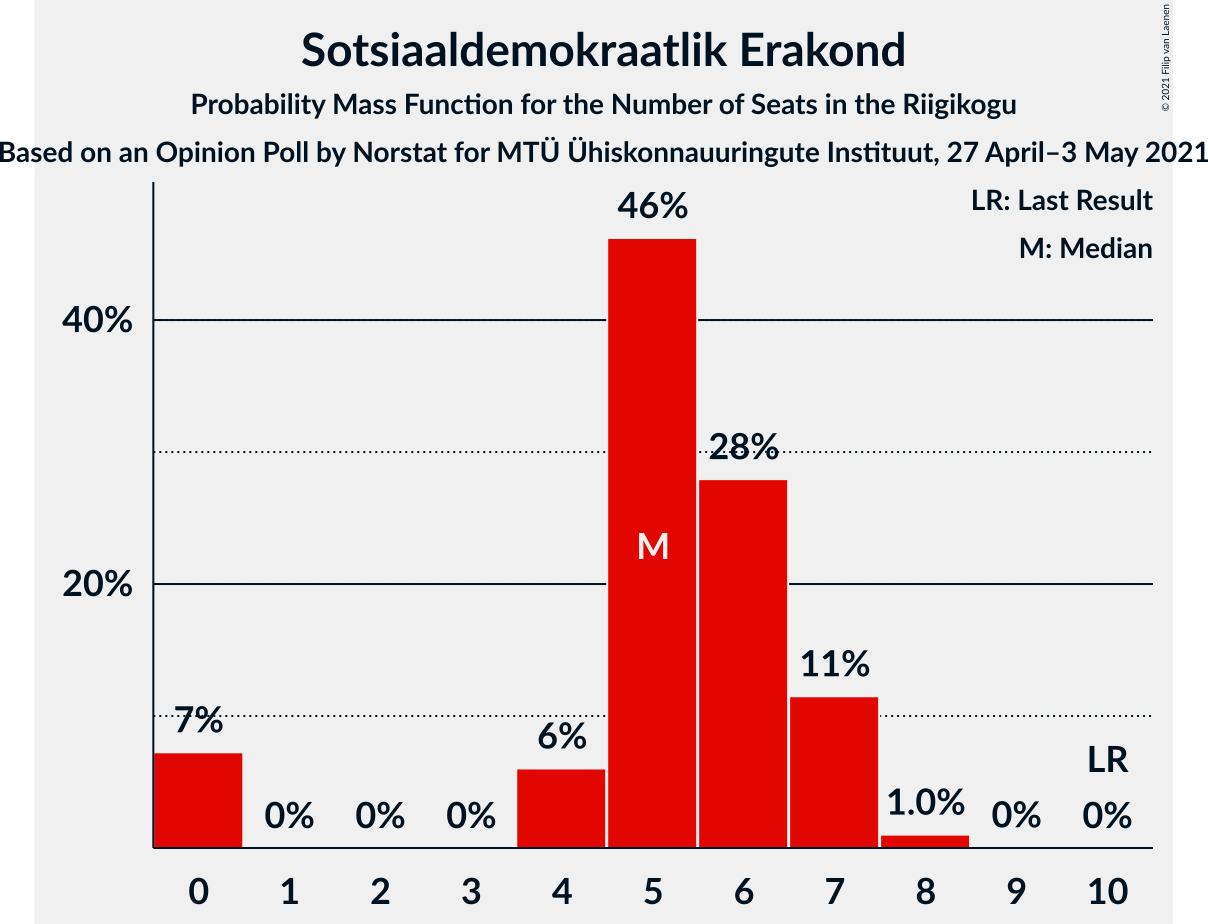 Sotsiaaldemokraatlik Erakond
Probability Mass Function for the Number of Seats in the Riigikogu
Based on an Opinion Poll by Norstat for MTÜ Ühiskonnauuringute Instituut, 27 April–3 May 2021
© 2021 Filip van Laenen
LR: Last Result
M: Median
46%
40%
28%
M
20%
11%
7%
6%
LR
1.0%
0% 0% 0% 0% 0%
0 1 2 3 4 5 6 7 8 9 10